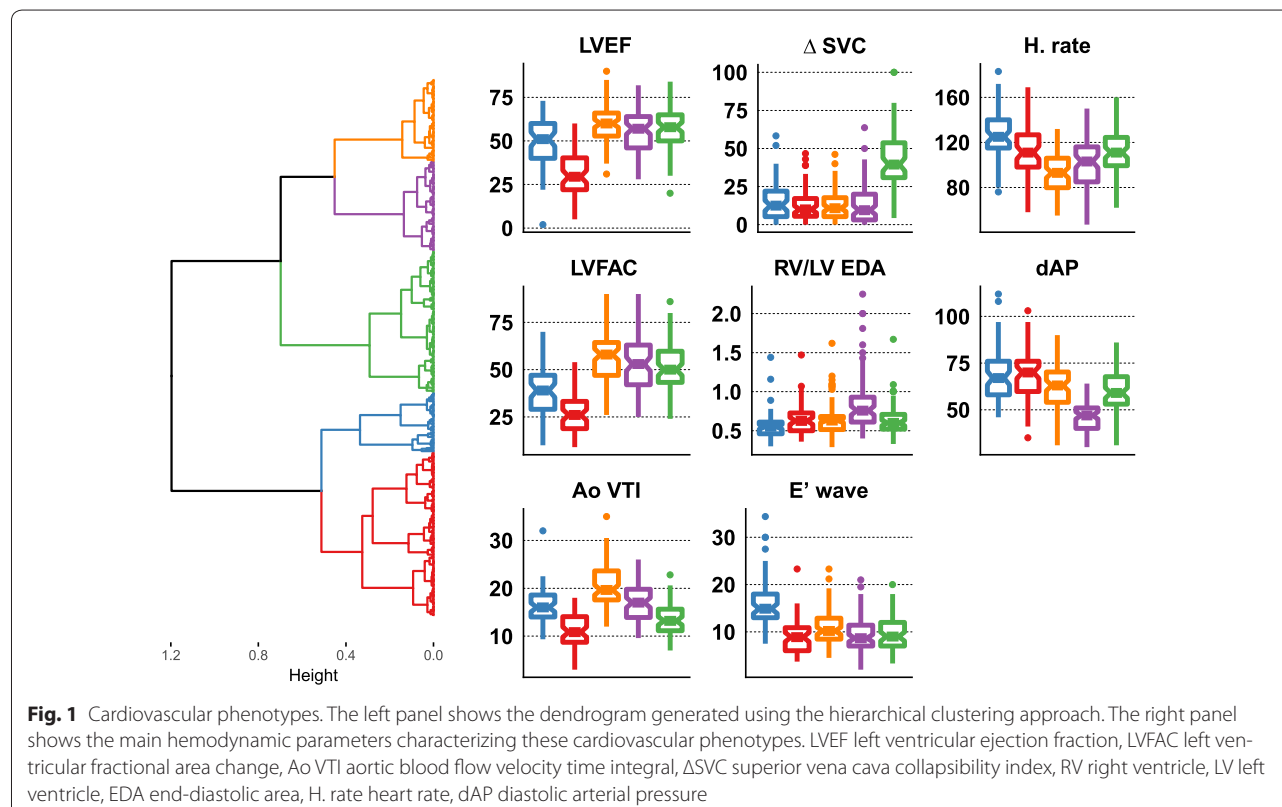 LVEF
75
50
25
0
Δ SVC
100
75
50
25
0
H. rate
160
120
80
LVFAC
75
50
25
RV/LV EDA
2.0
1.5
1.0
0.5
dAP
100
75
50
Ao VTI
30
20
10
E' wave
30
20
10
1.2 0.8 0.4 0.0
Height
Fig. 1 Cardiovascular phenotypes. The left panel shows the dendrogram generated using the hierarchical clustering approach. The right panel
shows the main hemodynamic parameters characterizing these cardiovascular phenotypes. LVEF left ventricular ejection fraction, LVFAC left ven-
tricular fractional area change, Ao VTI aortic blood flow velocity time integral, ΔSVC superior vena cava collapsibility index, RV right ventricle, LV left
ventricle, EDA end-diastolic area, H. rate heart rate, dAP diastolic arterial pressure